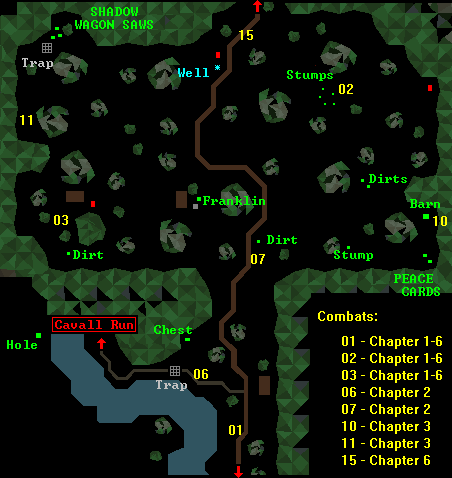 SHADOW
WAGON SAWS
15
Trap
Well *
Stumps
02
11
Dirts
Franklin
Barn
03
10
Dirt
Dirt
07
Stump
PEACE
CARDS
Cavall Run
Hole
Chest
Trap
06
01
Combats:
01 - Chapter 1-6
02 - Chapter 1-6
03 - Chapter 1-6
06 - Chapter 2
07 - Chapter 2
10 - Chapter 3
11 - Chapter 3
15 - Chapter 6